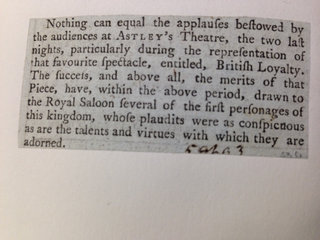 Nothing can equal the applauſes beſtowed by
the audiences at ASTLEY's Theatre, the two laſt
nights, particularly during the repreſentation of
that favourite ſpectacle, entitled, Britiſh Loyalty.
The ſucceſs, and above all, the merits of that
Piece, have, within the above period, drawn to
the Royal Saloon ſeveral of the firſt perſonages of
this kingdom, whoſe plaudits were as conſpicuous
as are the talents and virtues with which they are
adorned.